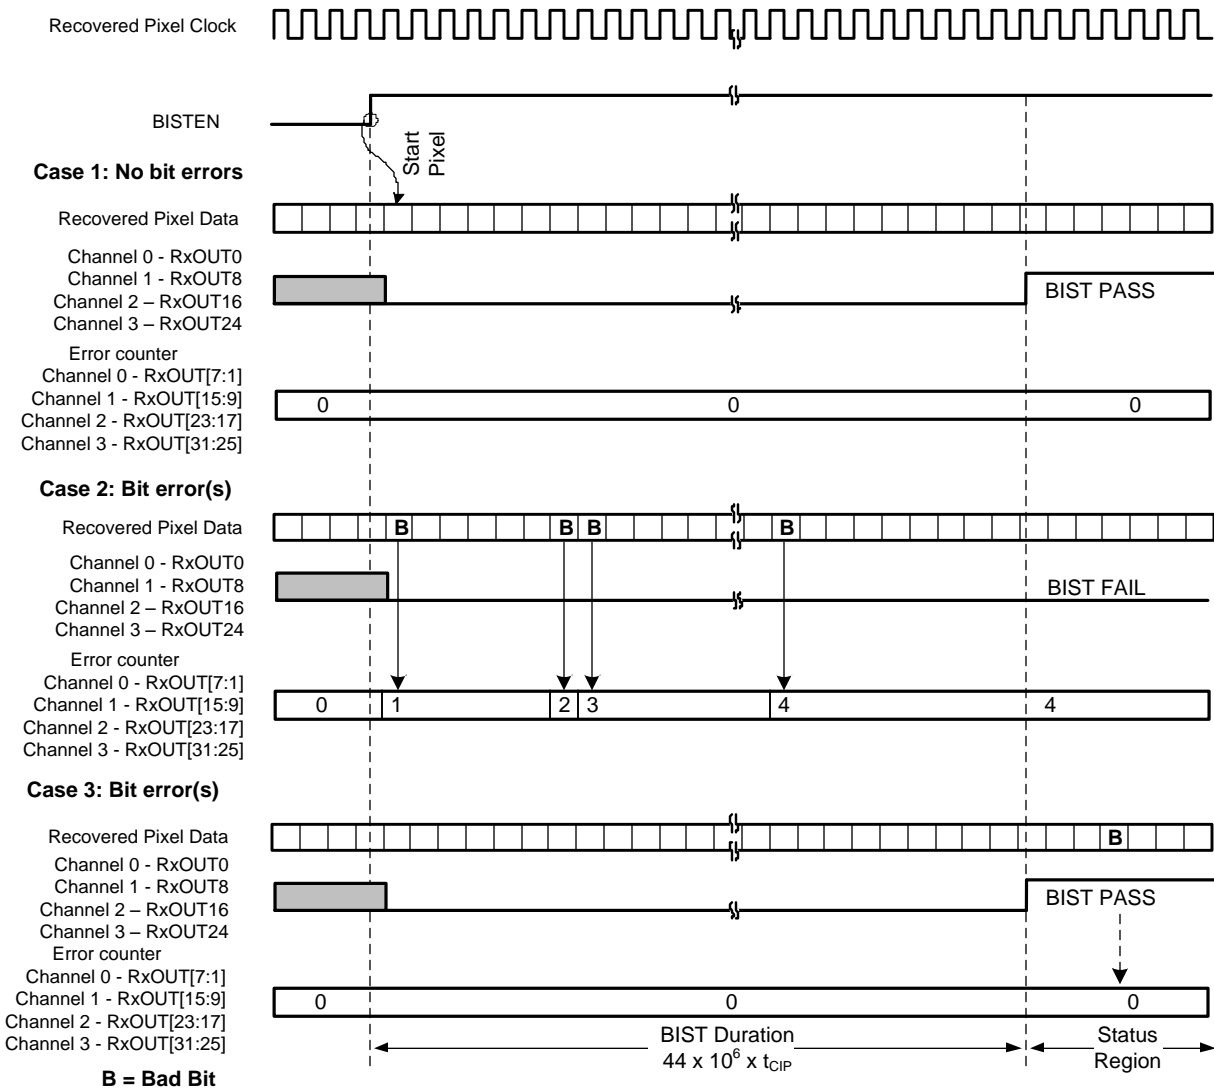 Recovered Pixel Clock
BISTEN
Start
Pixel
Case 1: No bit errors
Recovered Pixel Data
Channel 0 - RxOUT0
Channel 1 - RxOUT8
Channel 2 – RxOUT16
Channel 3 – RxOUT24
BIST PASS
Error counter
Channel 0 - RxOUT[7:1]
Channel 1 - RxOUT[15:9]
Channel 2 - RxOUT[23:17]
Channel 3 - RxOUT[31:25]
0 0 0
Case 2: Bit error(s)
Recovered Pixel Data
B B B B
Channel 0 - RxOUT0
Channel 1 - RxOUT8
Channel 2 – RxOUT16
Channel 3 – RxOUT24
BIST FAIL
Error counter
Channel 0 - RxOUT[7:1]
Channel 1 - RxOUT[15:9]
Channel 2 - RxOUT[23:17]
Channel 3 - RxOUT[31:25]
0 1 2 3 4 4
Case 3: Bit error(s)
Recovered Pixel Data
B
Channel 0 - RxOUT0
Channel 1 - RxOUT8
Channel 2 – RxOUT16
Channel 3 – RxOUT24
BIST PASS
Error counter
Channel 0 - RxOUT[7:1]
Channel 1 - RxOUT[15:9]
Channel 2 - RxOUT[23:17]
Channel 3 - RxOUT[31:25]
0 0 0
BIST Duration
44 x 10⁶ x tCIP
Status
Region
B = Bad Bit